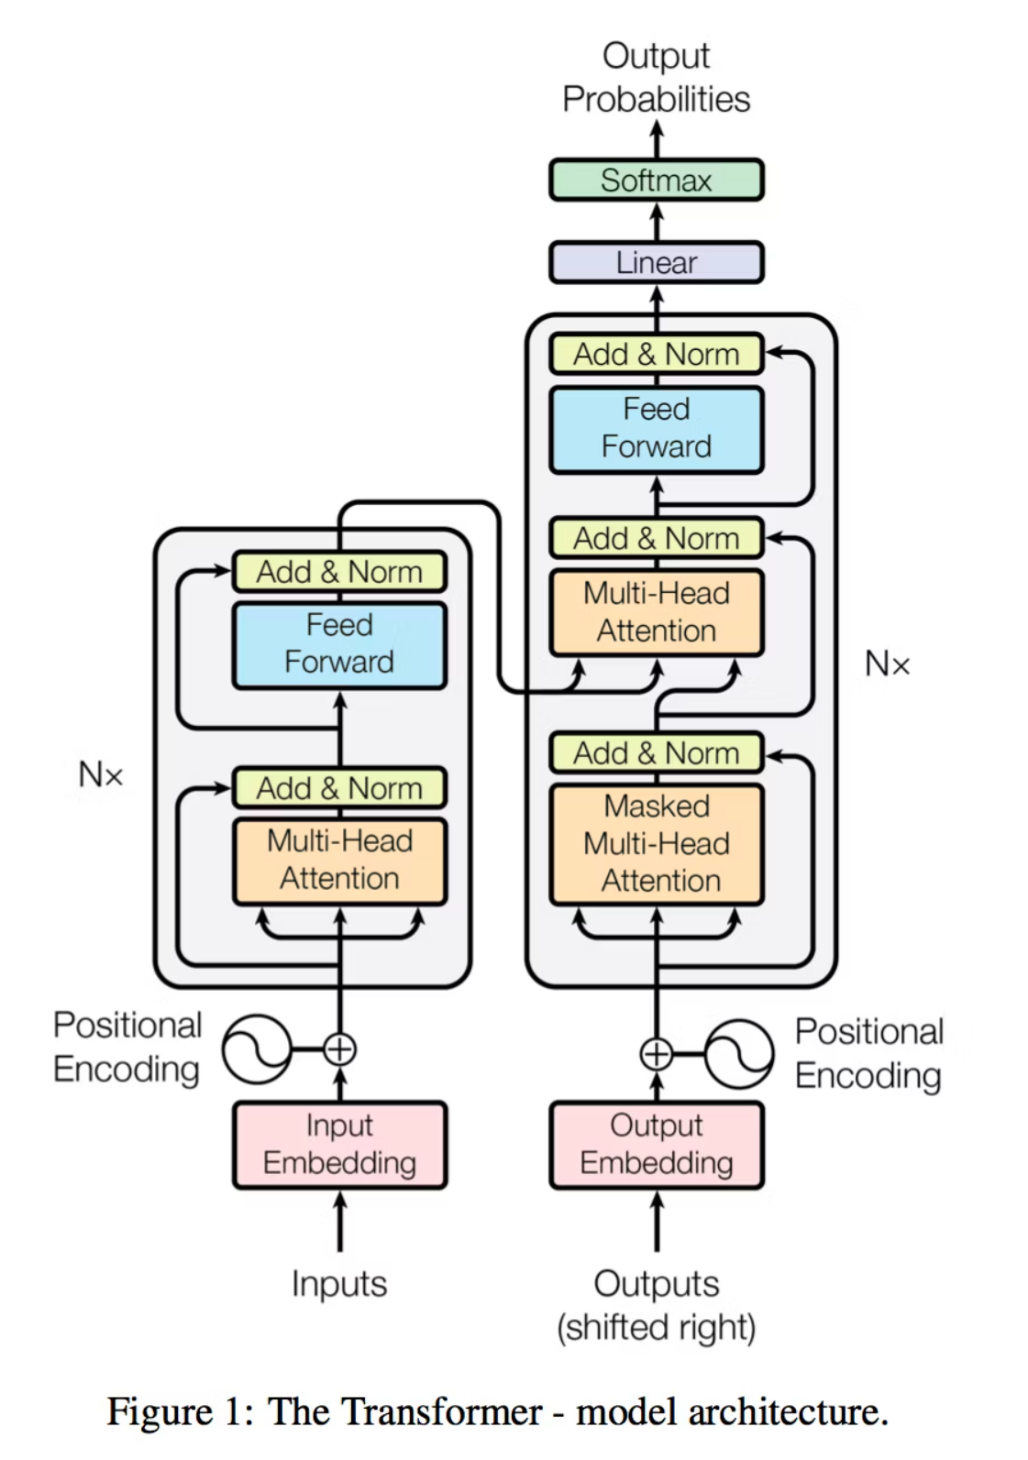 Output
Probabilities
Softmax
Linear
Add & Norm
Feed
Forward
Add & Norm
Multi-Head
Attention
Add & Norm
Masked
Multi-Head
Attention
Nx
Add & Norm
Feed
Forward
Add & Norm
Multi-Head
Attention
Nx
Positional
Encoding
Positional
Encoding
Input
Embedding
Output
Embedding
Inputs
Outputs
(shifted right)
Figure 1: The Transformer - model architecture.